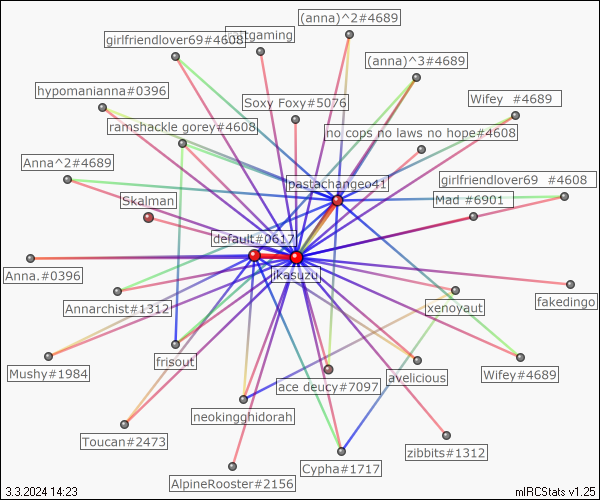 (anna)^2#4689
girlfriendlover69#4608
gaming
(anna)^3#4689
hypomanianna#0396
Soxy Foxy#5076
Wifey  #4689
ramshackle gorey#4608
no cops no laws no hope#4608
Anna^2#4689
pastachangeo41
girlfriendlover69  #4608
Skalman
Mad #6901
default#0617
Anna.#0396
ikasuzu
fakedingo
Annarchist#1312
xenoyaut
frisout
Mushy#1984
avelicious
Wifey#4689
ace deucy#7097
neokingghidorah
Toucan#2473
zibbits#1312
Cypha#1717
AlpineRooster#2156
3.3.2024 14:23
mIRCStats v1.25